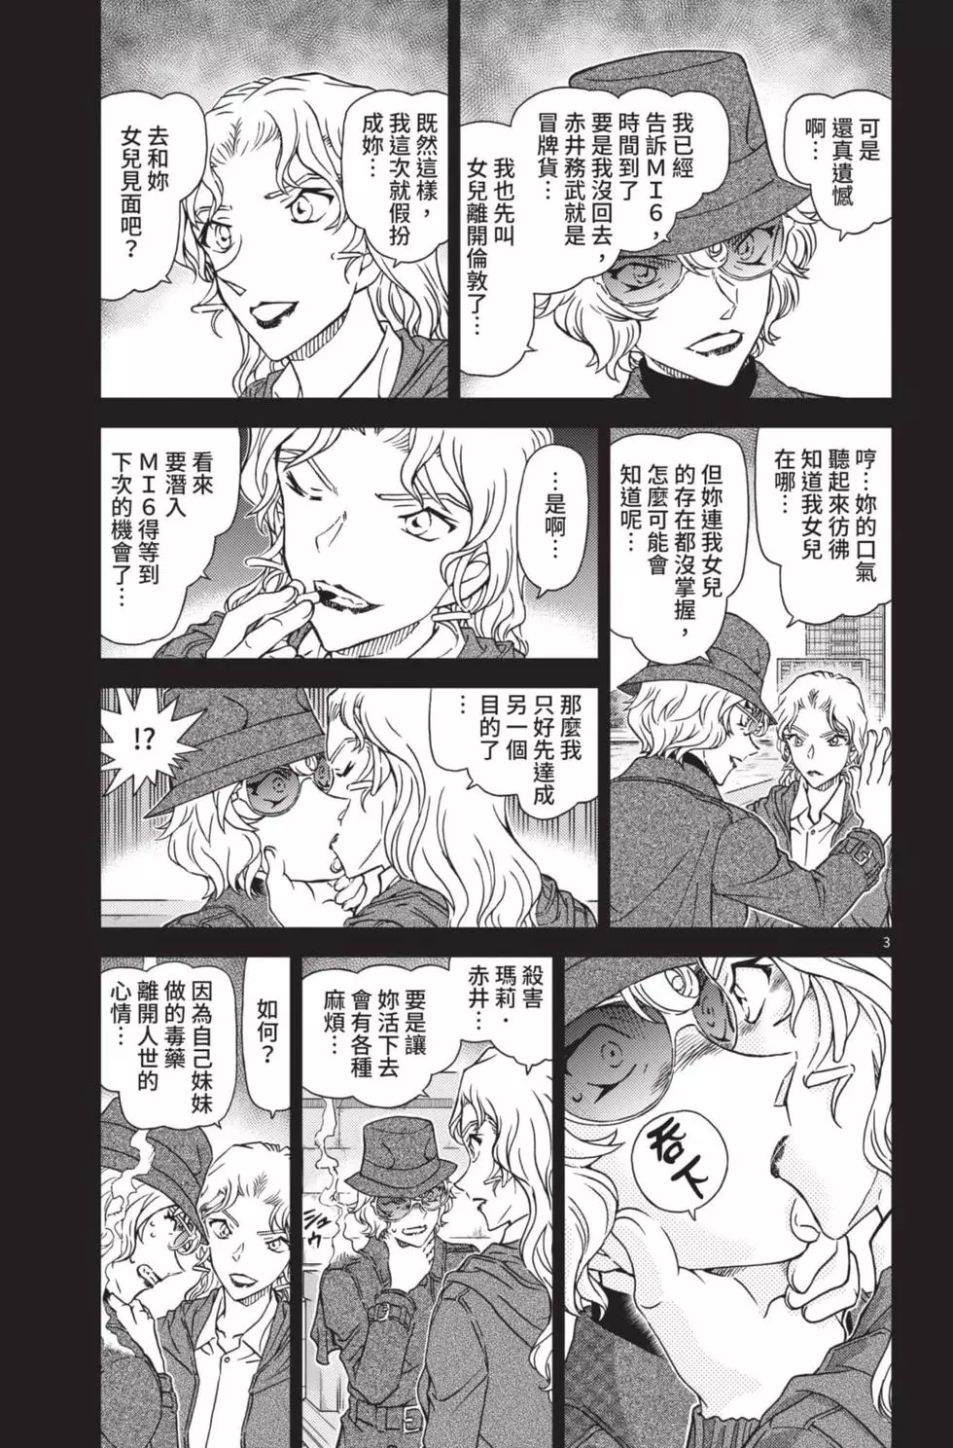 可是
還真遺憾
啊…
我已經
告訴MI6，
時間到了
要是我沒回去，
赤井務武就是
冒牌貨…
我也先叫
女兒離開倫敦了…
既然這樣，
我這次就假扮
成妳…
去和妳
女兒見面吧？
哼…妳的口氣
聽起來彷彿
知道我女兒
在哪…
但妳連我女兒
的存在都沒掌握，
怎麼可能會
知道呢…
…是啊…
看來
要潛入
MI6得等到
下次的機會了…
那麼我
只好先達成
另一個
目的了
…
!?
3
吞下
殺害
瑪莉．
赤井…
要是讓
妳活下去
會有各種
麻煩…
シュウ
如何？
因為自己妹妹
做的毒藥
離開人世的
心情…